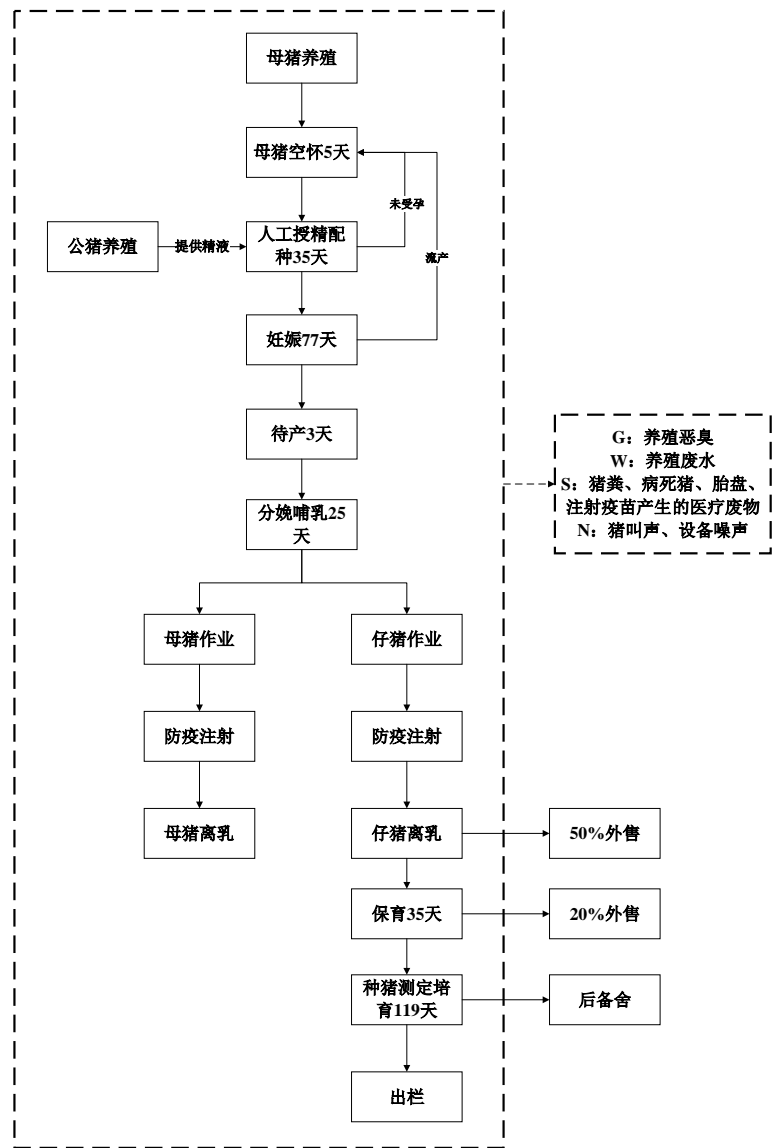 母猪养殖
母猪空怀5天
未受孕
公猪养殖
提供精液
人工授精配
种35天
流产
妊娠77天
待产3天
G：养殖恶臭
W：养殖废水
S：猪粪、病死猪、胎盘、
注射疫苗产生的医疗废物
N：猪叫声、设备噪声
分娩哺乳25
天
母猪作业
仔猪作业
防疫注射
防疫注射
母猪离乳
仔猪离乳
50%外售
保育35天
20%外售
种猪测定培
育119天
后备舍
出栏